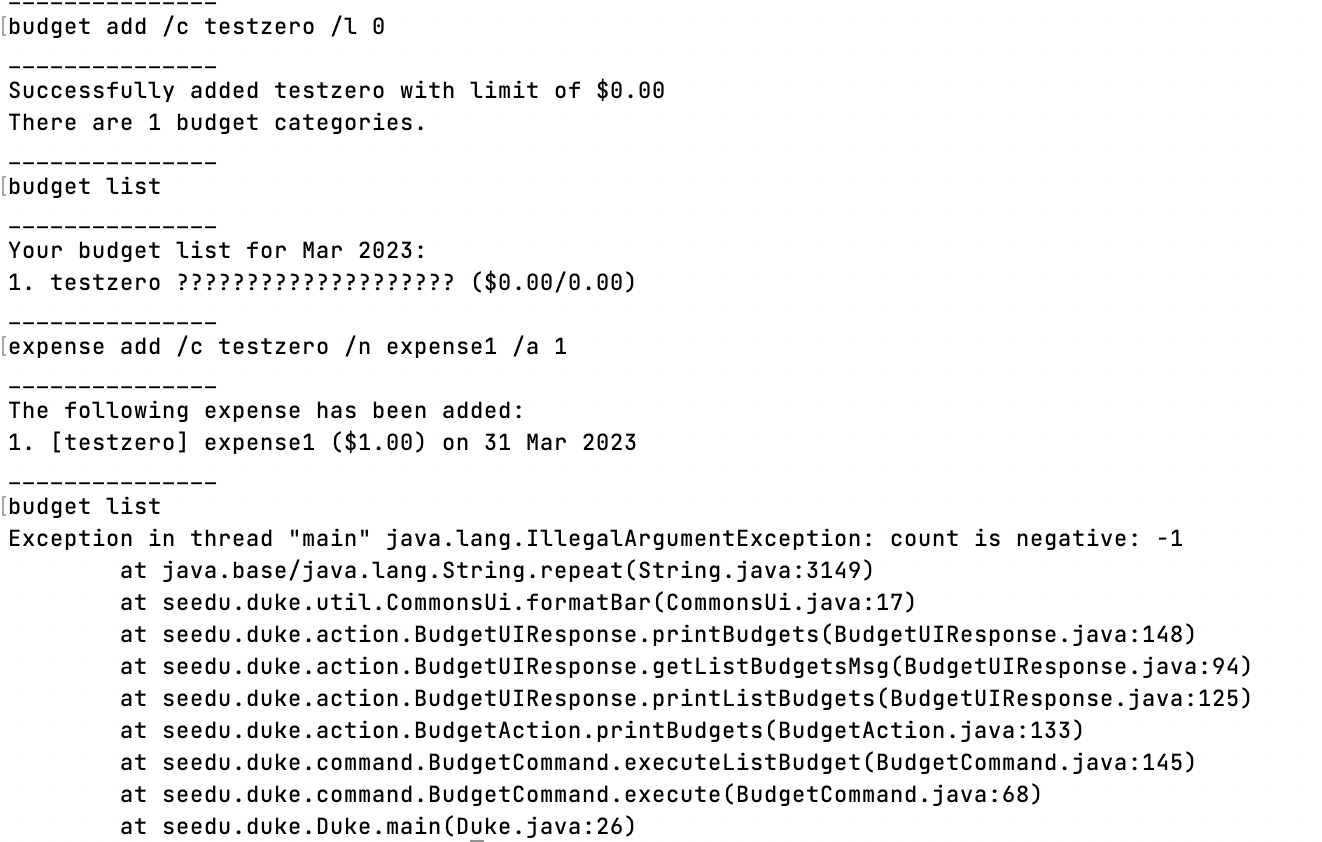 _______________
budget add /c testzero /l 0
_______________
Successfully added testzero with limit of $0.00
There are 1 budget categories.
_______________
budget list
_______________
Your budget list for Mar 2023:
1. testzero ???????????????????? ($0.00/0.00)
_______________
expense add /c testzero /n expense1 /a 1
_______________
The following expense has been added:
1. [testzero] expense1 ($1.00) on 31 Mar 2023
_______________
budget list
Exception in thread "main" java.lang.IllegalArgumentException: count is negative: -1
        at java.base/java.lang.String.repeat(String.java:3149)
        at seedu.duke.util.CommonsUi.formatBar(CommonsUi.java:17)
        at seedu.duke.action.BudgetUIResponse.printBudgets(BudgetUIResponse.java:148)
        at seedu.duke.action.BudgetUIResponse.getListBudgetsMsg(BudgetUIResponse.java:94)
        at seedu.duke.action.BudgetUIResponse.printListBudgets(BudgetUIResponse.java:125)
        at seedu.duke.action.BudgetAction.printBudgets(BudgetAction.java:133)
        at seedu.duke.command.BudgetCommand.executeListBudget(BudgetCommand.java:145)
        at seedu.duke.command.BudgetCommand.execute(BudgetCommand.java:68)
        at seedu.duke.Duke.main(Duke.java:26)